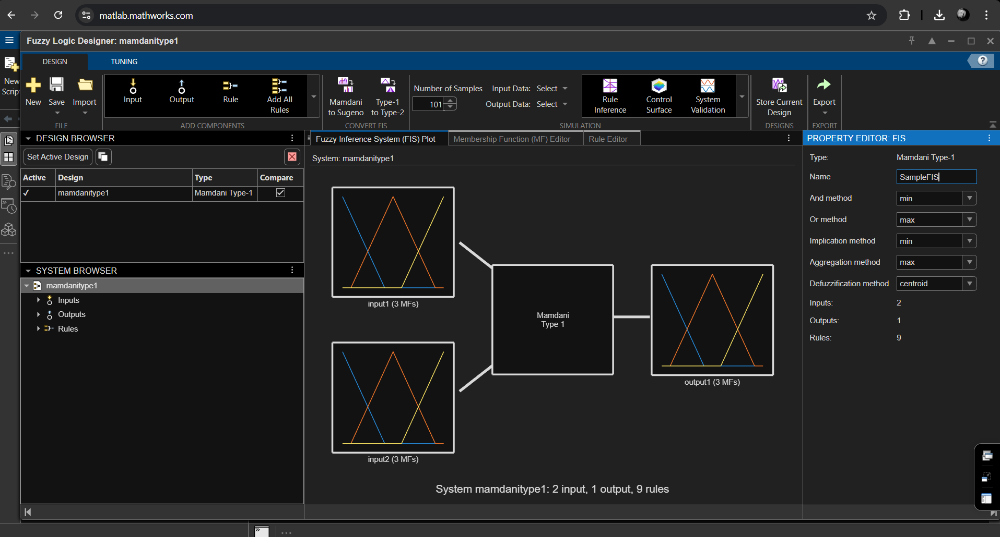 matlab.mathworks.com
Fuzzy Logic Designer: mamdanitype1
DESIGN
TUNING
New
Script
New
Save
Import
FILE
Input
Output
Rule
Add All
Rules
ADD COMPONENTS
Mamdani
to Sugeno
Type-1
to Type-2
CONVERT FIS
Number of Samples
101
Input Data: Select
Output Data: Select
Rule
Inference
Control
Surface
System
Validation
SIMULATION
Store Current
Design
DESIGNS
Export
EXPORT
DESIGN BROWSER
Set Active Design
Active Design Type Compare
mamdanitype1 Mamdani Type-1
SYSTEM BROWSER
mamdanitype1
Inputs
Outputs
Rules
Fuzzy Inference System (FIS) Plot
Membership Function (MF) Editor
Rule Editor
System: mamdanitype1
input1 (3 MFs)
Mamdani
Type 1
output1 (3 MFs)
input2 (3 MFs)
System mamdanitype1: 2 input, 1 output, 9 rules
PROPERTY EDITOR: FIS
Type: Mamdani Type-1
Name SampleFIS
And method min
Or method max
Implication method min
Aggregation method max
Defuzzification method centroid
Inputs: 2
Outputs: 1
Rules: 9